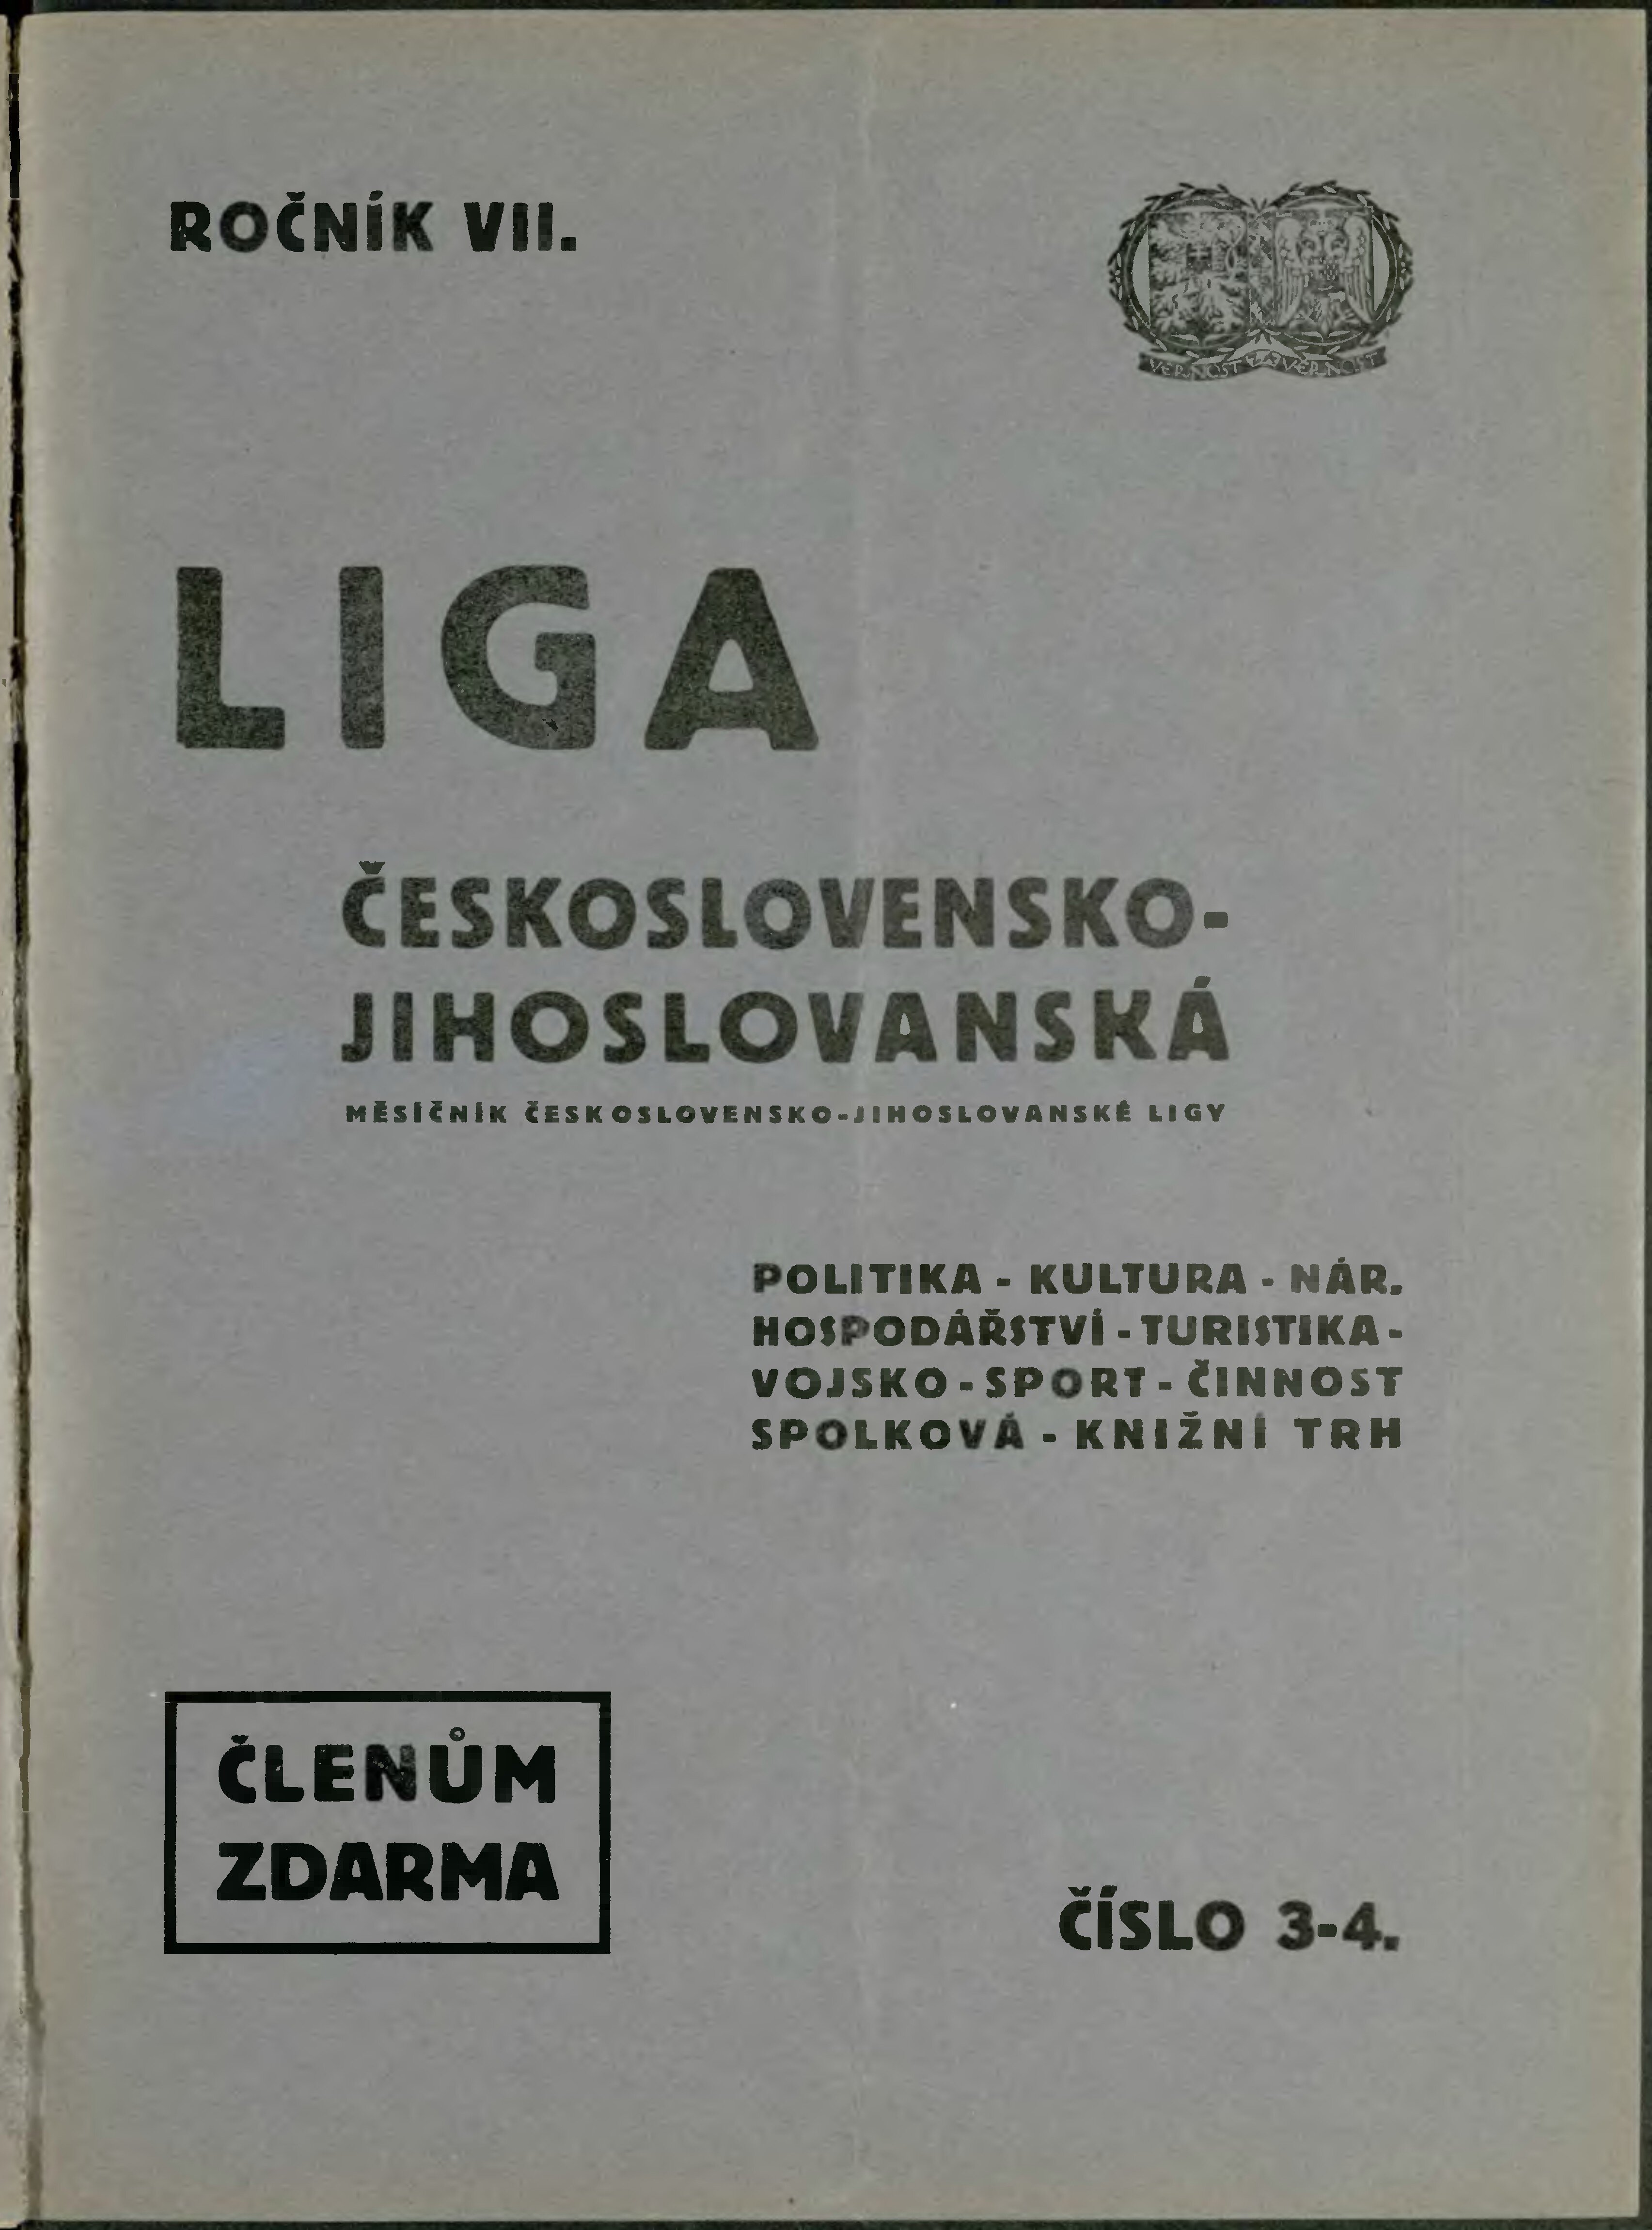 ROČNÍK VII.
VĚRNOST ZA VĚRNOST
LIGA
ČESKOSLOVENSKO-
JIHOSLOVANSKÁ
MĚSÍČNÍK ČESKOSLOVENSKO-JIHOSLOVANSKÉ LIGY
POLITIKA - KULTURA - NÁR.
HOSPODÁŘSTVÍ - TURISTIKA -
VOJSKO - SPORT - ČINNOST
SPOLKOVÁ - KNIŽNÍ TRH
ČLENŮM
ZDARMA
ČÍSLO 3-4.